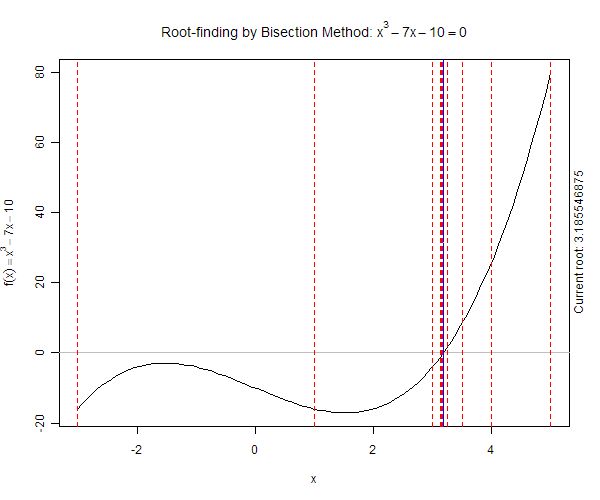 Root-finding by Bisection Method: x³ − 7x − 10 = 0
80
60
40
20
0
-20
f(x) = x³ − 7x − 10
-2
0
2
4
x
Current root: 3.185546875